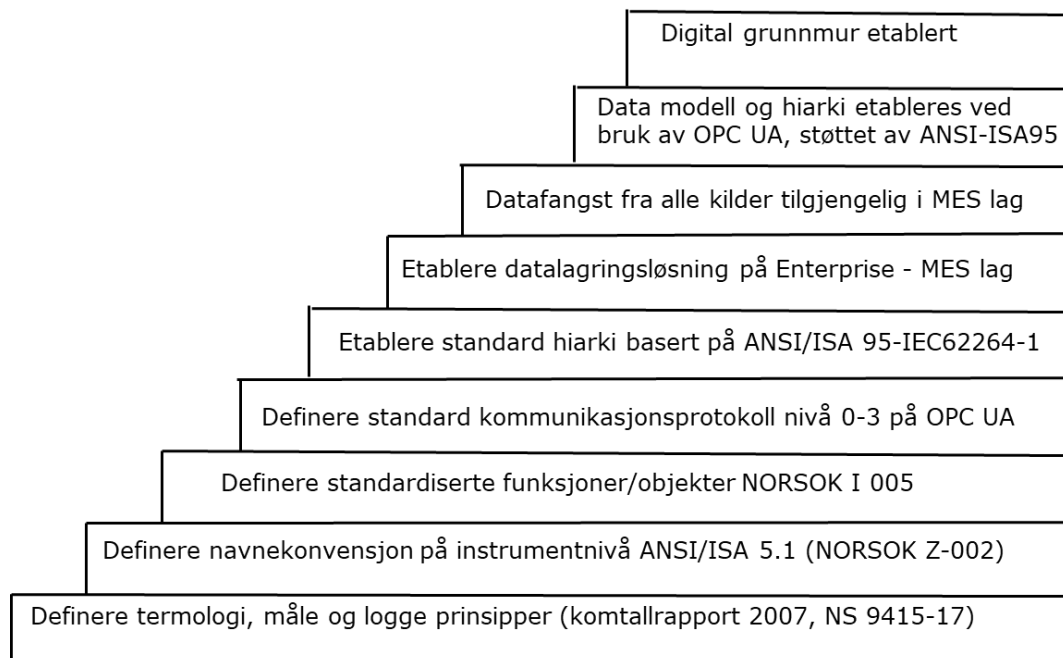 Digital grunnmur etablert
Data modell og hiarki etableres ved
bruk av OPC UA, støttet av ANSI-ISA95
Datafangst fra alle kilder tilgjengelig i MES lag
Etablere datalagringsløsning på Enterprise - MES lag
Etablere standard hiarki basert på ANSI/ISA 95-IEC62264-1
Definere standard kommunikasjonsprotokoll nivå 0-3 på OPC UA
Definere standardiserte funksjoner/objekter NORSOK I 005
Definere navnekonvensjon på instrumentnivå ANSI/ISA 5.1 (NORSOK Z-002)
Definere termologi, måle og logge prinsipper (komtallrapport 2007, NS 9415-17)